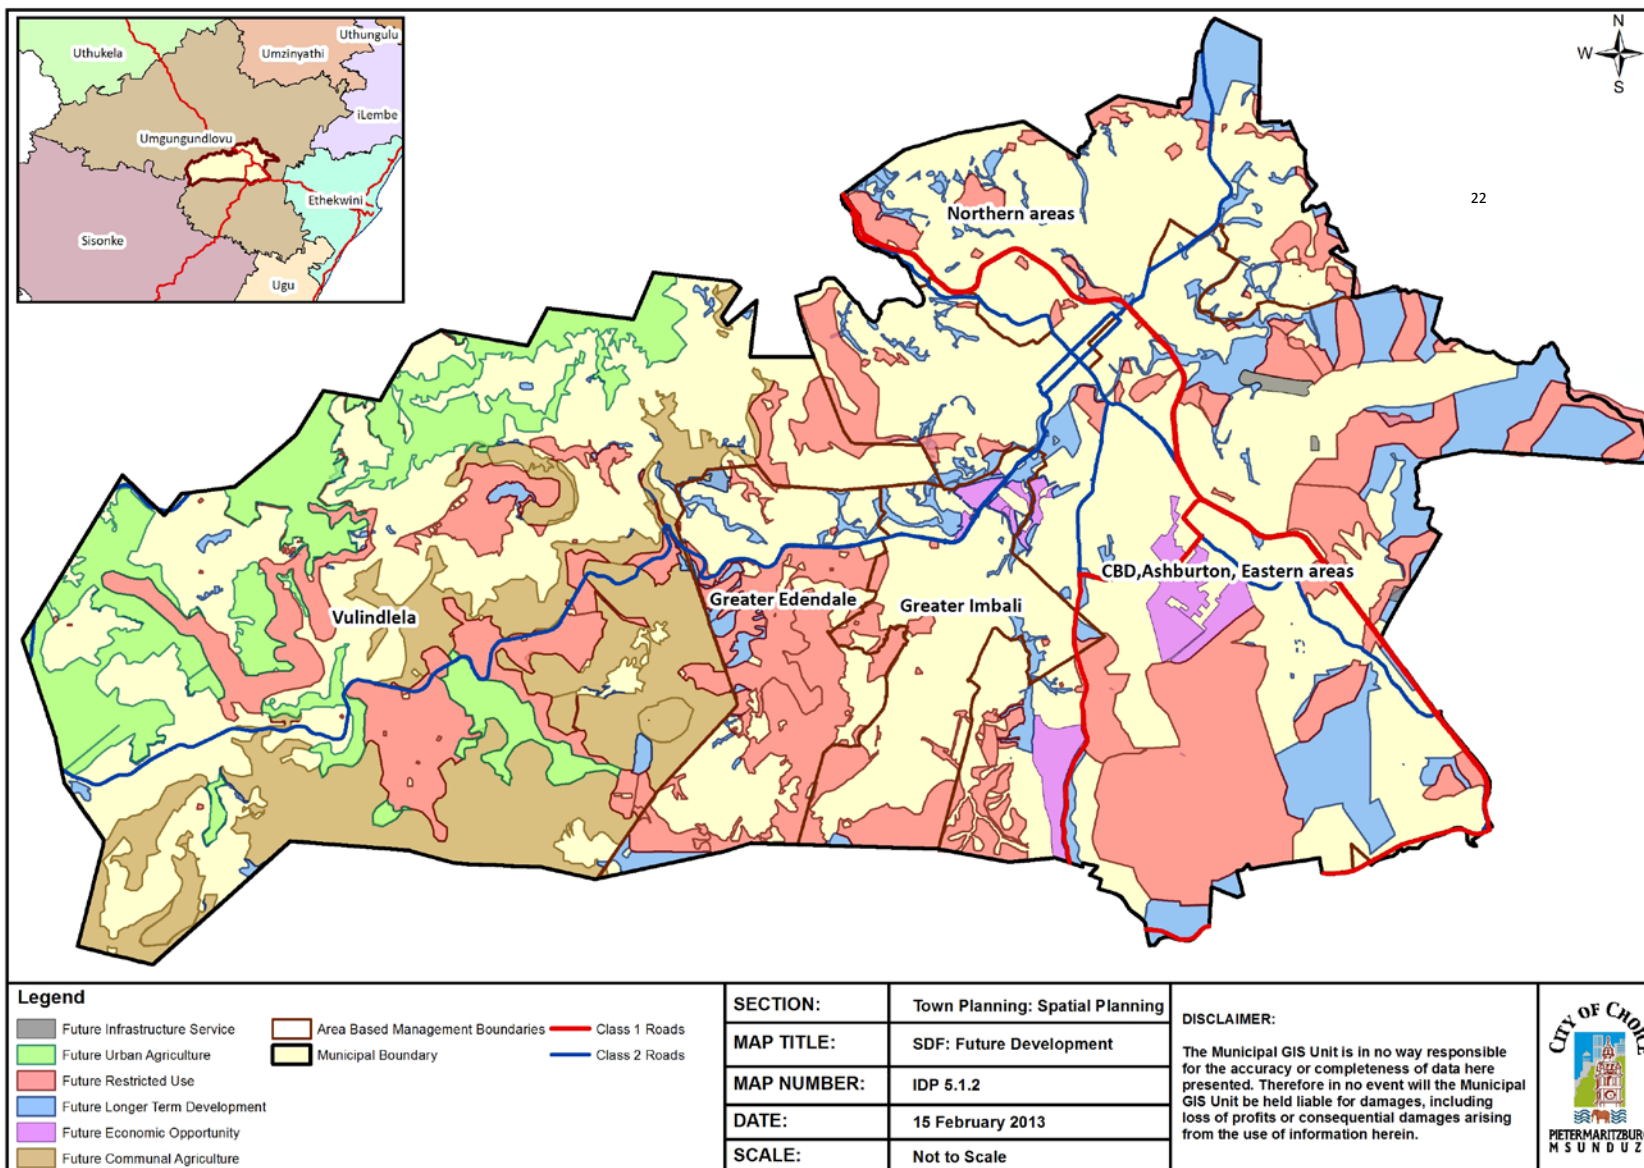 Uthukela
Umzinyathi
Uthungulu
iLembe
Umgungundlovu
Ethekwini
Sisonke
Ugu
N
W
S
22
Northern areas
CBD,Ashburton, Eastern areas
Greater Edendale
Greater Imbali
Vulindlela
Legend
Future Infrastructure Service
Future Urban Agriculture
Future Restricted Use
Future Longer Term Development
Future Economic Opportunity
Future Communal Agriculture
Area Based Management Boundaries
Municipal Boundary
Class 1 Roads
Class 2 Roads
SECTION: Town Planning: Spatial Planning
MAP TITLE: SDF: Future Development
MAP NUMBER: IDP 5.1.2
DATE: 15 February 2013
SCALE: Not to Scale
DISCLAIMER:
The Municipal GIS Unit is in no way responsible
for the accuracy or completeness of data here
presented. Therefore in no event will the Municipal
GIS Unit be held liable for damages, including
loss of profits or consequential damages arising
from the use of information herein.
CITY OF CHOICE
PIETERMARITZBUR
MSUNDUZ